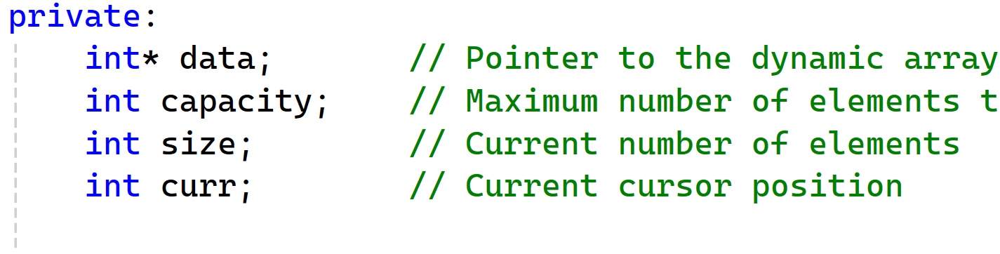 private:
    int* data;       // Pointer to the dynamic array
    int capacity;    // Maximum number of elements
    int size;        // Current number of elements
    int curr;        // Current cursor position